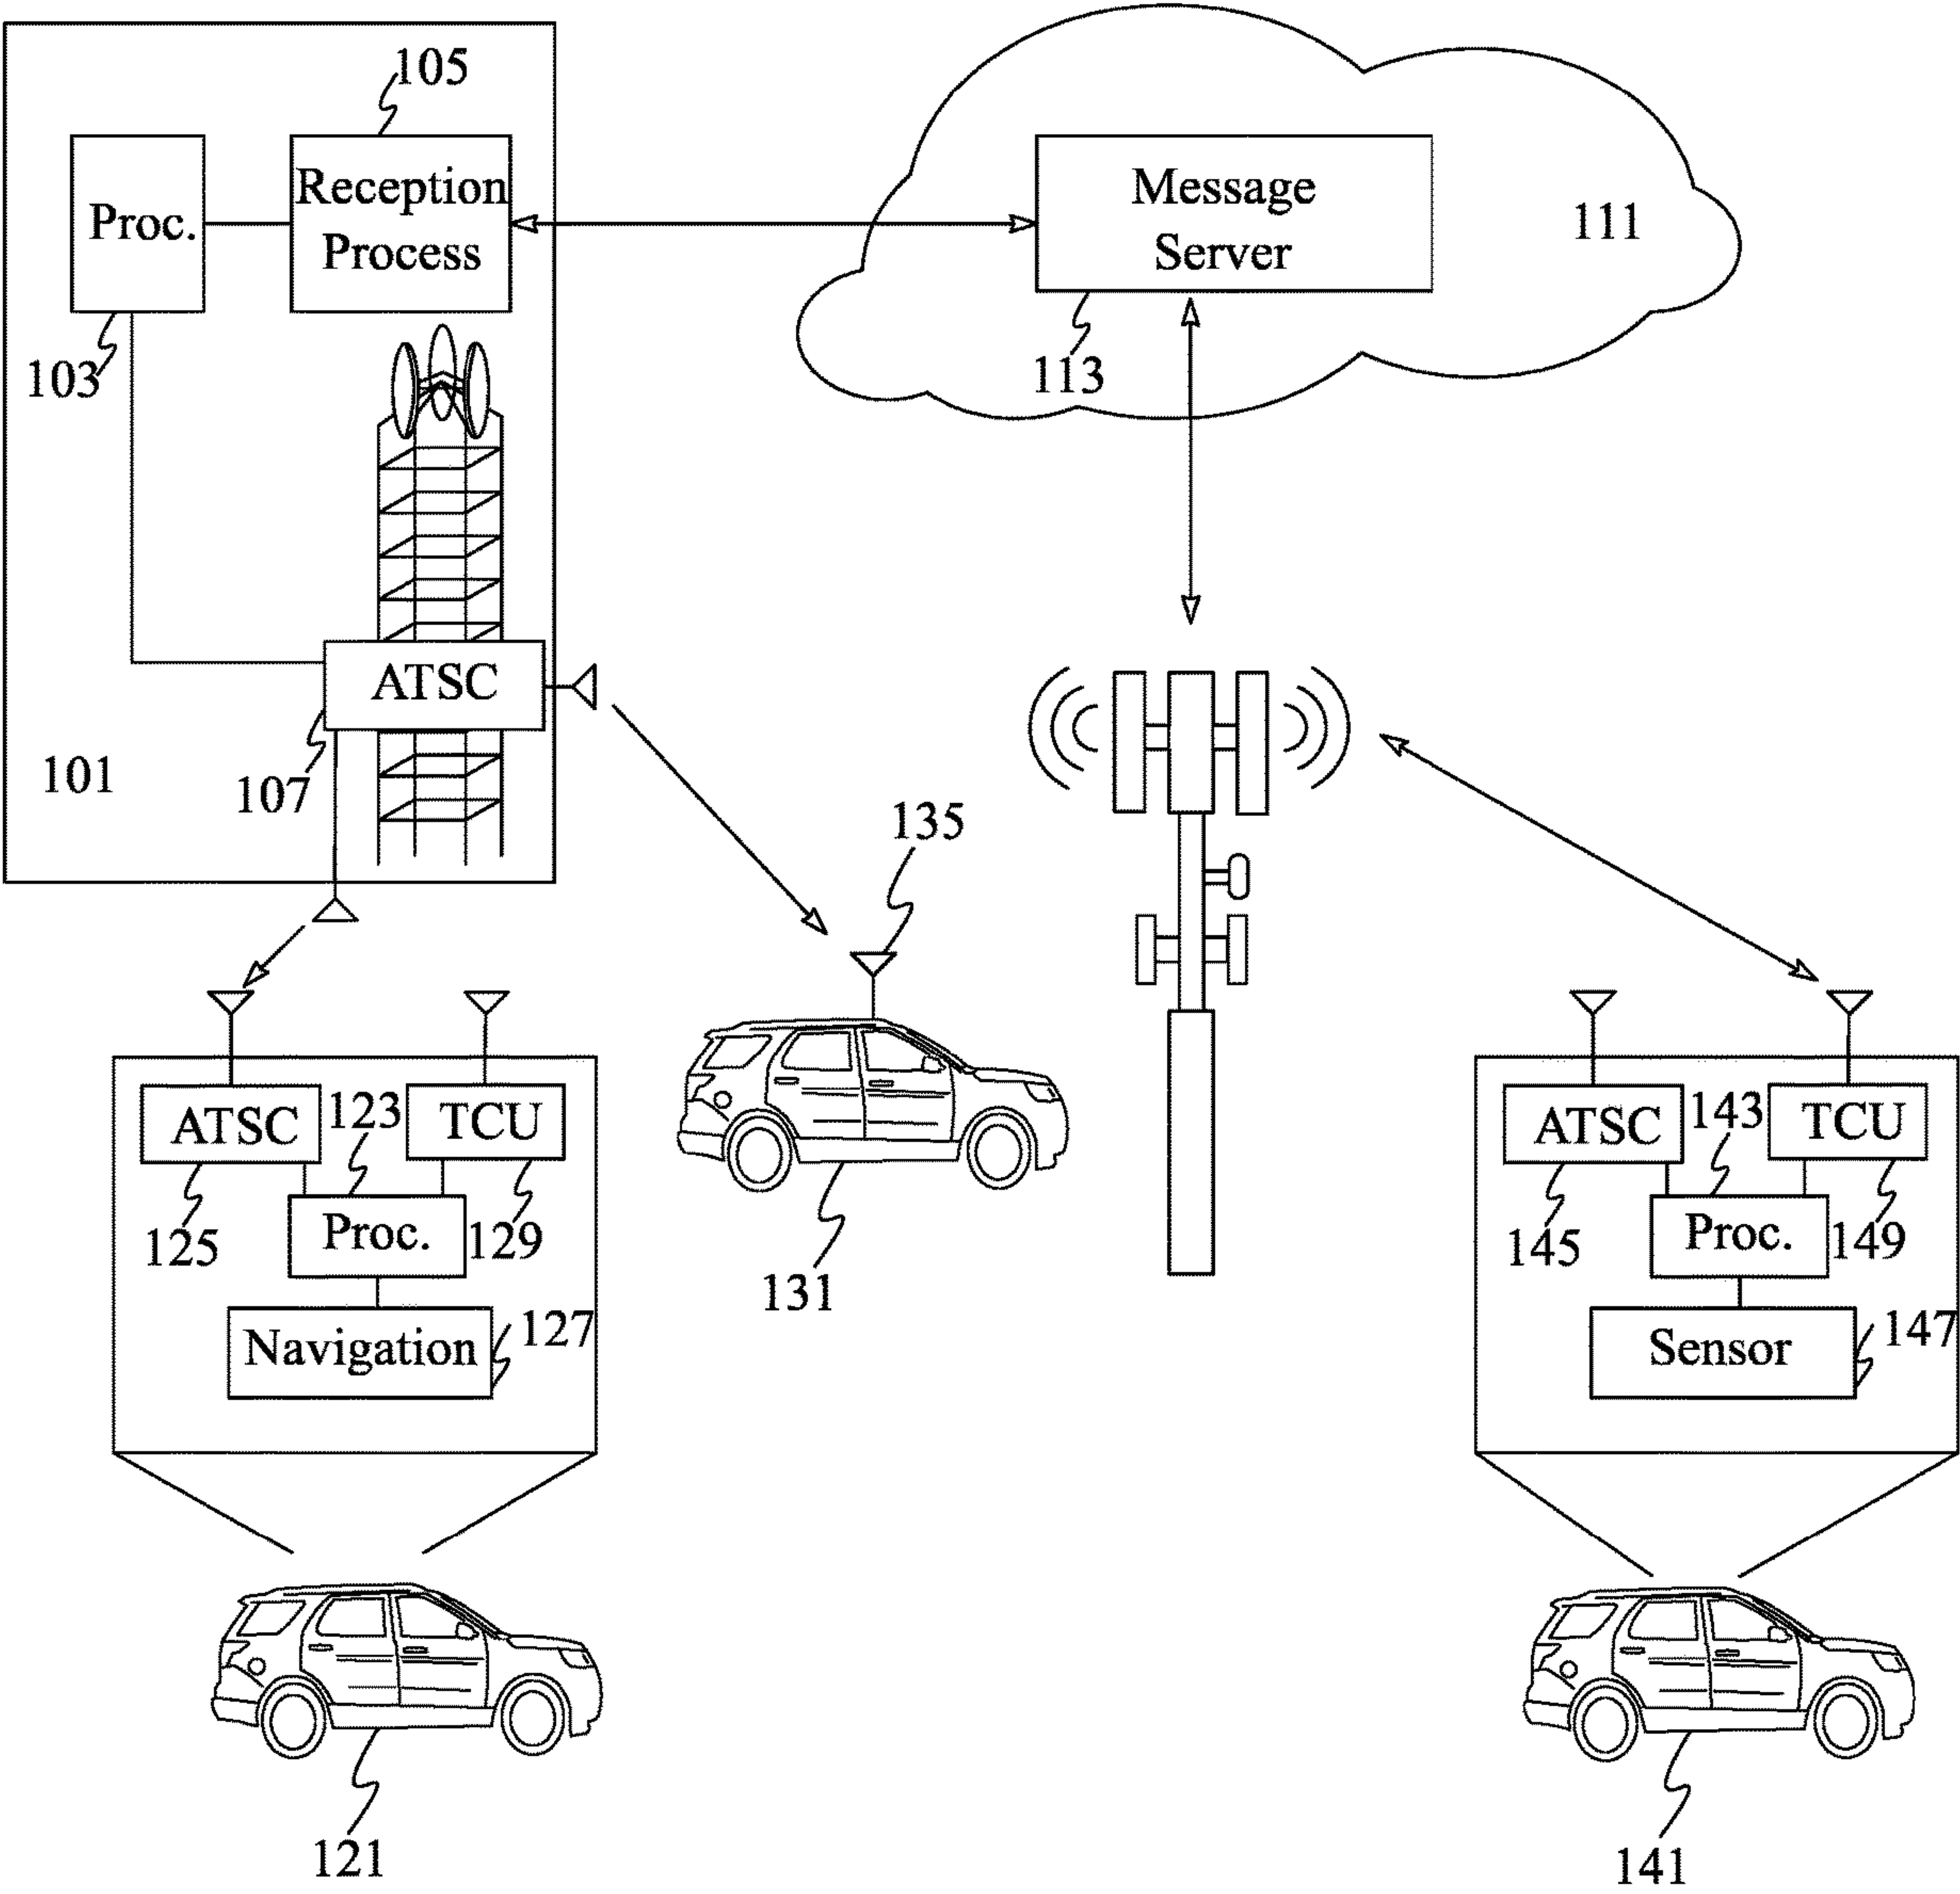 105
Proc.
Reception
Process
Message
Server
111
103
113
ATSC
101
107
135
ATSC
123
TCU
125
Proc.
129
Navigation
127
131
ATSC
143
TCU
145
Proc.
149
Sensor
147
121
141